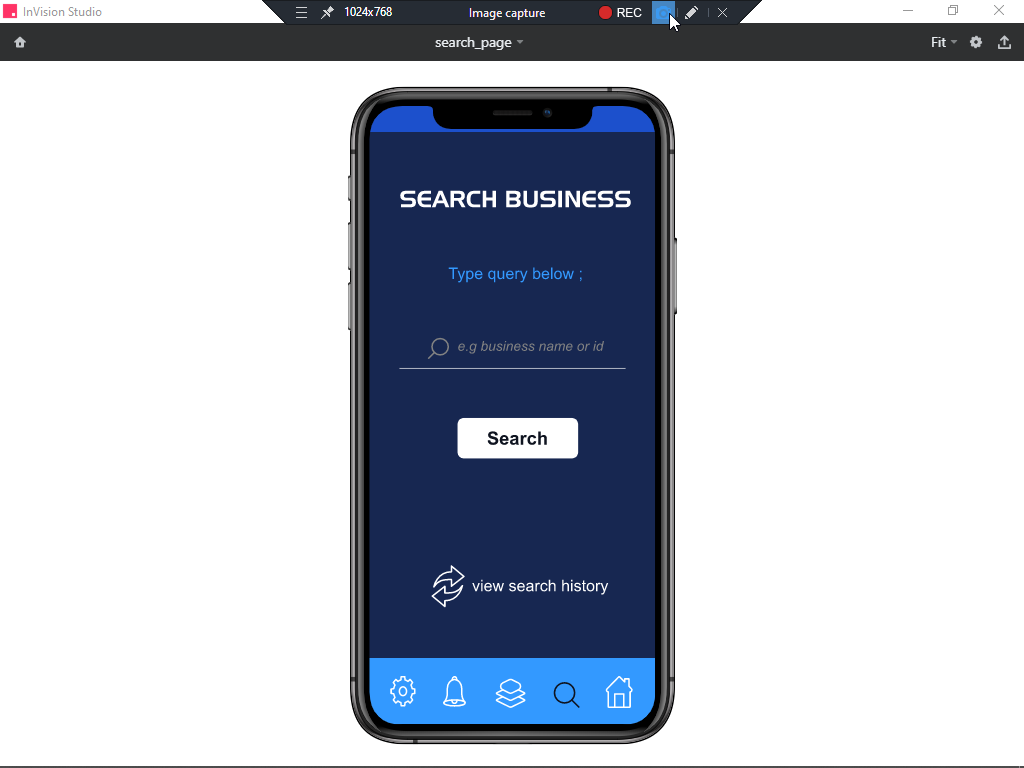 InVision Studio
1024x768
Image capture
REC
search_page
Fit
SEARCH BUSINESS
Type query below ;
e.g business name or id
Search
view search history